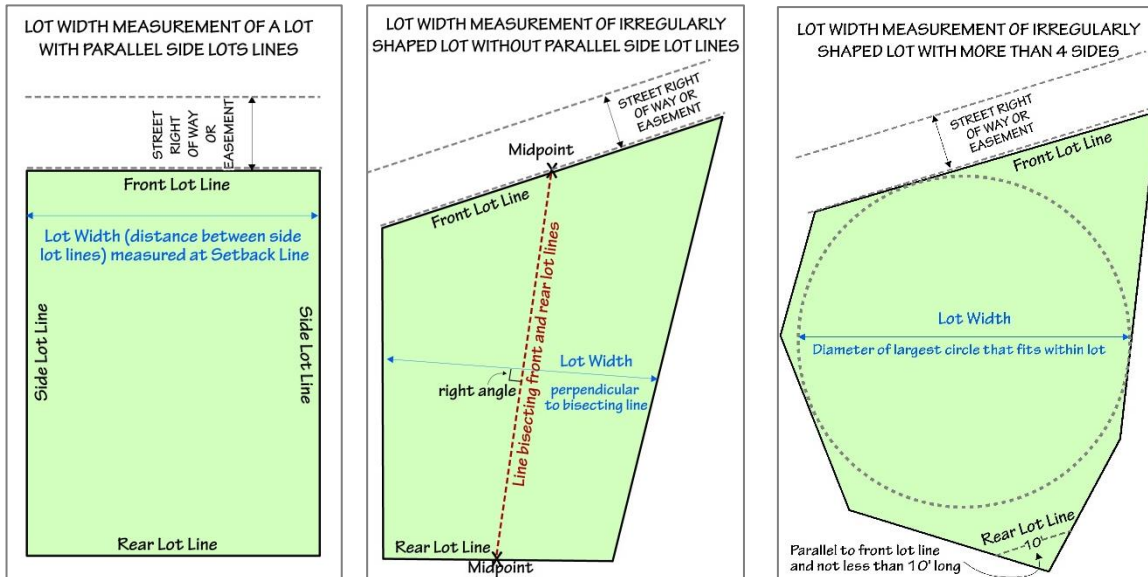 LOT WIDTH MEASUREMENT OF A LOT
WITH PARALLEL SIDE LOTS LINES
STREET
RIGHT
OF WAY
OR
EASEMENT
Front Lot Line
Lot Width (distance between side
lot lines) measured at Setback Line
Side Lot Line
Side Lot Line
Rear Lot Line
LOT WIDTH MEASUREMENT OF IRREGULARLY
SHAPED LOT WITHOUT PARALLEL SIDE LOT LINES
STREET RIGHT
OF WAY OR
EASEMENT
Midpoint
Front Lot Line
Line bisecting front and rear lot lines
Lot Width
right angle
perpendicular
to bisecting line
Rear Lot Line
Midpoint
LOT WIDTH MEASUREMENT OF IRREGULARLY
SHAPED LOT WITH MORE THAN 4 SIDES
STREET RIGHT
OF WAY OR
EASEMENT
Front Lot Line
Lot Width
Diameter of largest circle that fits within lot
Rear Lot Line
10'
Parallel to front lot line
and not less than 10' long